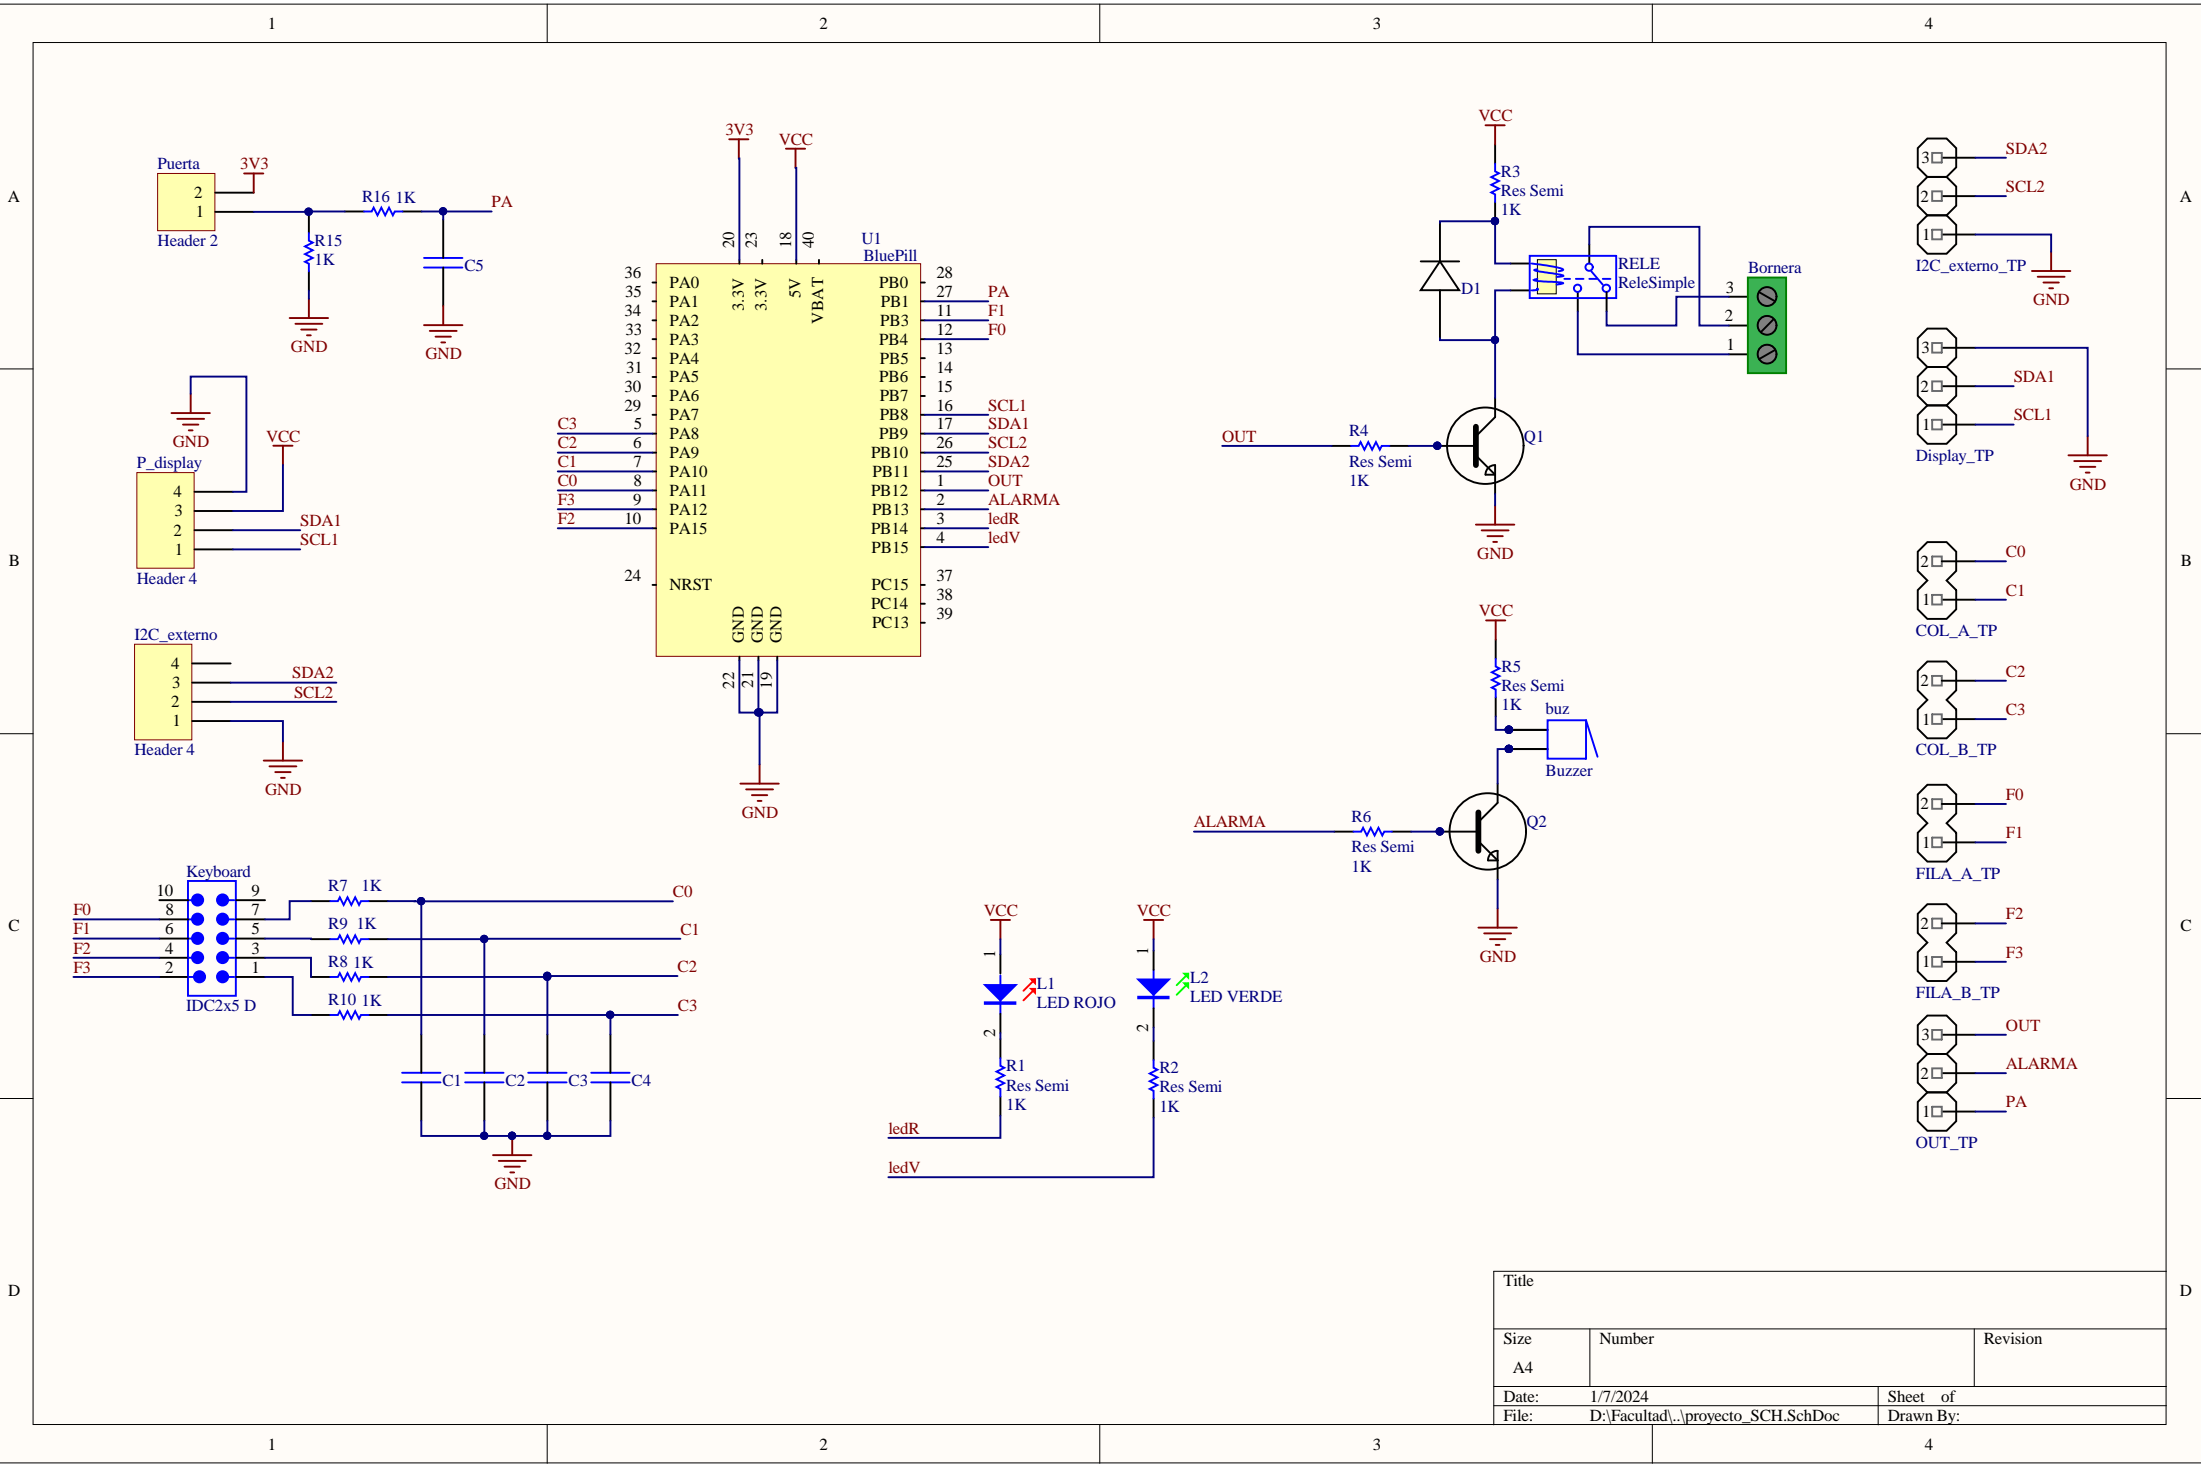 1 2 3 4
A A
B B
C C
D D
1 2 3 4
Puerta
3V3
2
1
Header 2
R16 1K
PA
R15
1K
C5
GND
GND
GND
VCC
P_display
4
3
2 SDA1
1 SCL1
Header 4
I2C_externo
4
3 SDA2
2 SCL2
1
Header 4
GND
3V3
VCC
20
23
18
40
U1
BluePill
3.3V
3.3V
5V
VBAT
36 PA0
35 PA1
34 PA2
33 PA3
32 PA4
31 PA5
30 PA6
29 PA7
C3 5 PA8
C2 6 PA9
C1 7 PA10
C0 8 PA11
F3 9 PA12
F2 10 PA15
24 NRST
PB0 28
PB1 27 PA
PB3 11 F1
PB4 12 F0
PB5 13
PB6 14
PB7 15
PB8 16 SCL1
PB9 17 SDA1
PB10 26 SCL2
PB11 25 SDA2
PB12 1 OUT
PB13 2 ALARMA
PB14 3 ledR
PB15 4 ledV
PC15 37
PC14 38
PC13 39
GND
GND
GND
22
21
19
GND
Keyboard
10 9
F0 8 7
F1 6 5
F2 4 3
F3 2 1
IDC2x5 D
R7 1K C0
R9 1K C1
R8 1K C2
R10 1K C3
C1 C2 C3 C4
GND
VCC
1
L1
LED ROJO
2
R1
Res Semi
1K
ledR
VCC
1
L2
LED VERDE
2
R2
Res Semi
1K
ledV
VCC
R3
Res Semi
1K
D1
RELE
ReleSimple
Bornera
3
2
1
OUT
R4
Res Semi
1K
Q1
GND
VCC
R5
Res Semi
1K
buz
Buzzer
ALARMA
R6
Res Semi
1K
Q2
GND
3 SDA2
2 SCL2
1
I2C_externo_TP
GND
3
2 SDA1
1 SCL1
Display_TP
GND
2 C0
1 C1
COL_A_TP
2 C2
1 C3
COL_B_TP
2 F0
1 F1
FILA_A_TP
2 F2
1 F3
FILA_B_TP
3 OUT
2 ALARMA
1 PA
OUT_TP
Title
Size Number Revision
A4
Date: 1/7/2024 Sheet of
File: D:\Facultad\..\proyecto_SCH.SchDoc Drawn By: